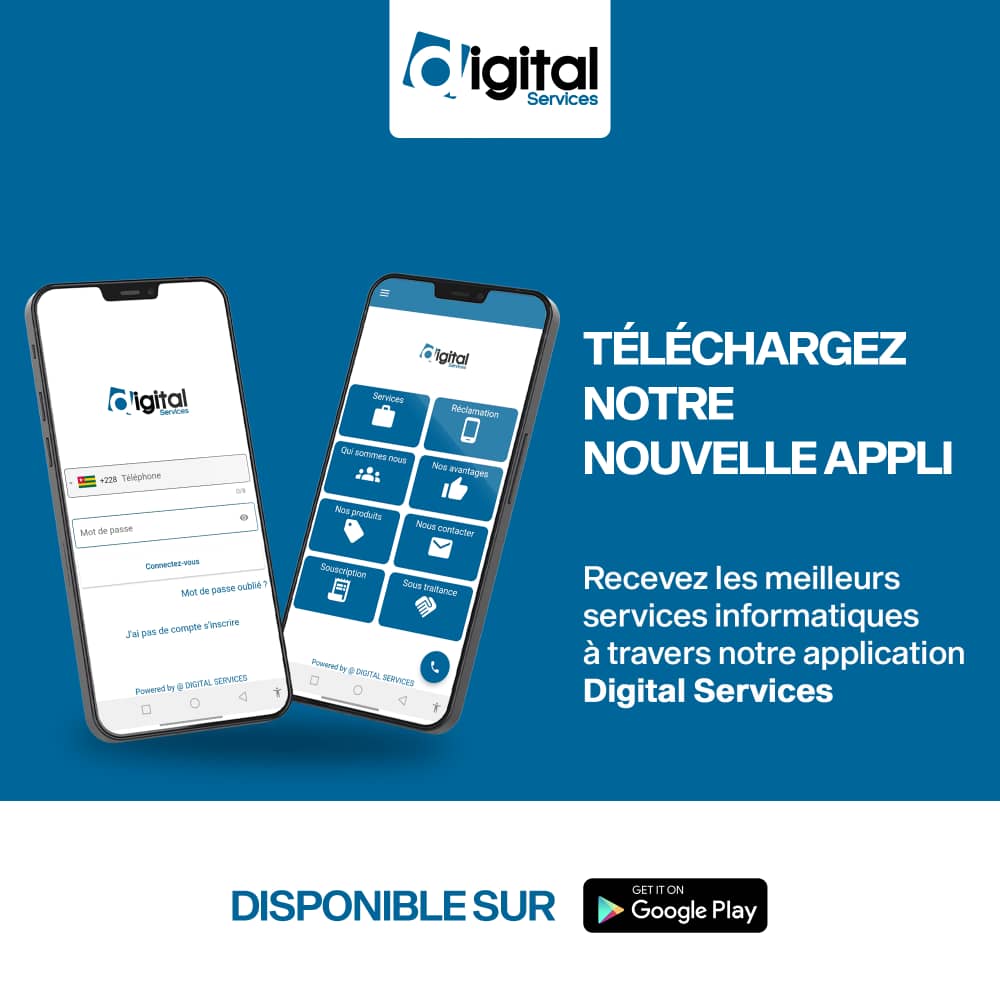 digital
Services
TÉLÉCHARGEZ
NOTRE
NOUVELLE APPLI
Recevez les meilleurs
services informatiques
à travers notre application
Digital Services
digital
Services
+228 Téléphone
0/8
Mot de passe
Connectez-vous
Mot de passe oublié ?
J'ai pas de compte s'inscrire
Powered by @ DIGITAL SERVICES
digital
Services
Services
Réclamation
Qui sommes nous
Nos avantages
Nos produits
Nous contacter
Souscription
Sous traitance
Powered by @ DIGITAL SERVICES
DISPONIBLE SUR
GET IT ON
Google Play